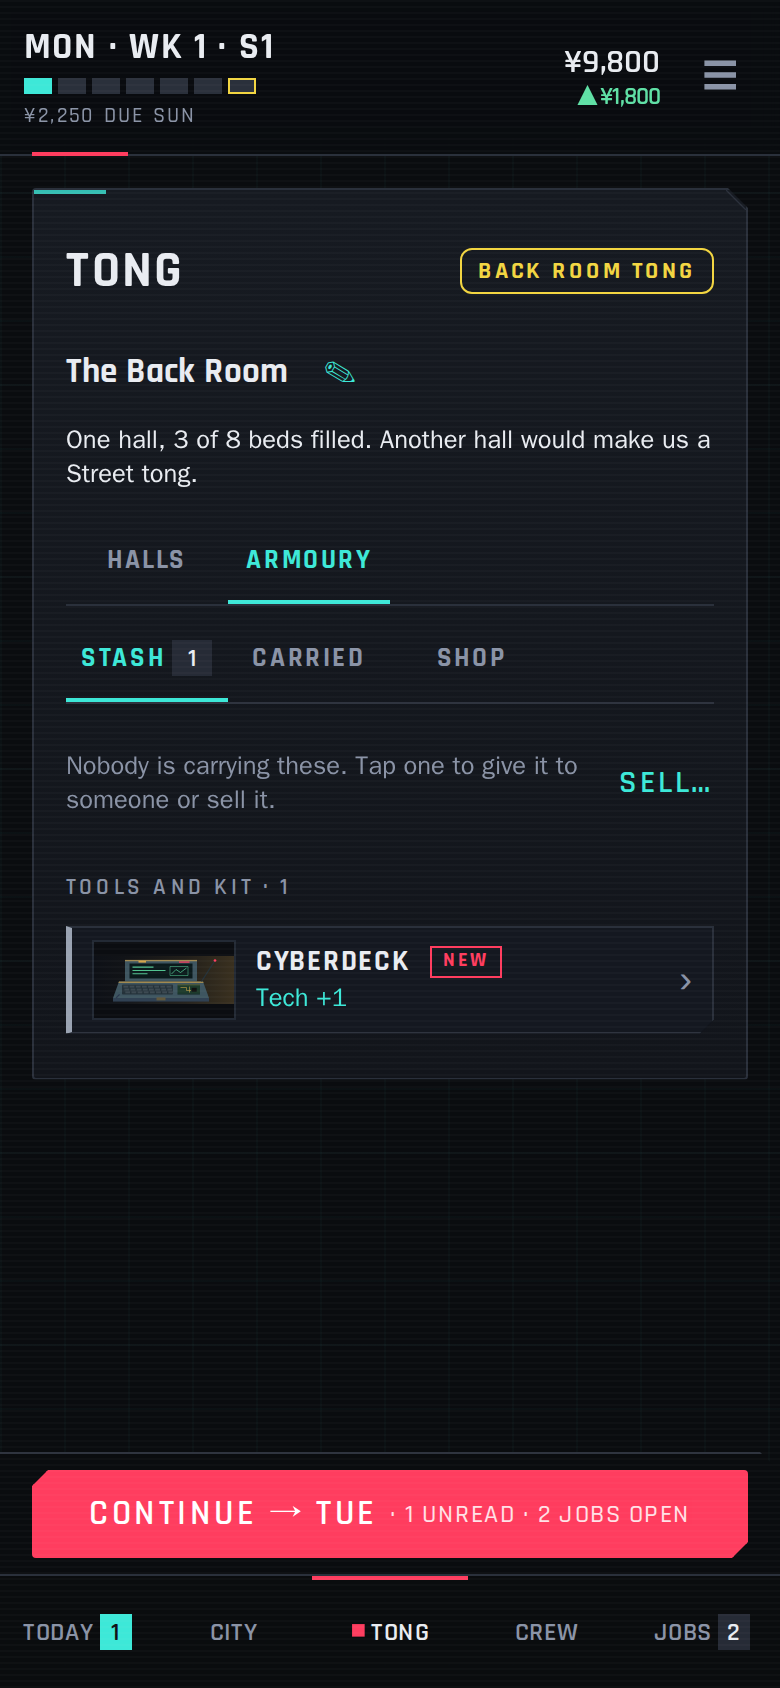 MON · WK 1 · S1
¥2,250 DUE SUN
¥9,800
▲¥1,800
TONG
BACK ROOM TONG
The Back Room
One hall, 3 of 8 beds filled. Another hall would make us a
Street tong.
HALLS ARMOURY
STASH 1 CARRIED SHOP
Nobody is carrying these. Tap one to give it to
someone or sell it.
SELL…
TOOLS AND KIT · 1
CYBERDECK NEW
Tech +1
CONTINUE → TUE · 1 UNREAD · 2 JOBS OPEN
TODAY 1 CITY TONG CREW JOBS 2